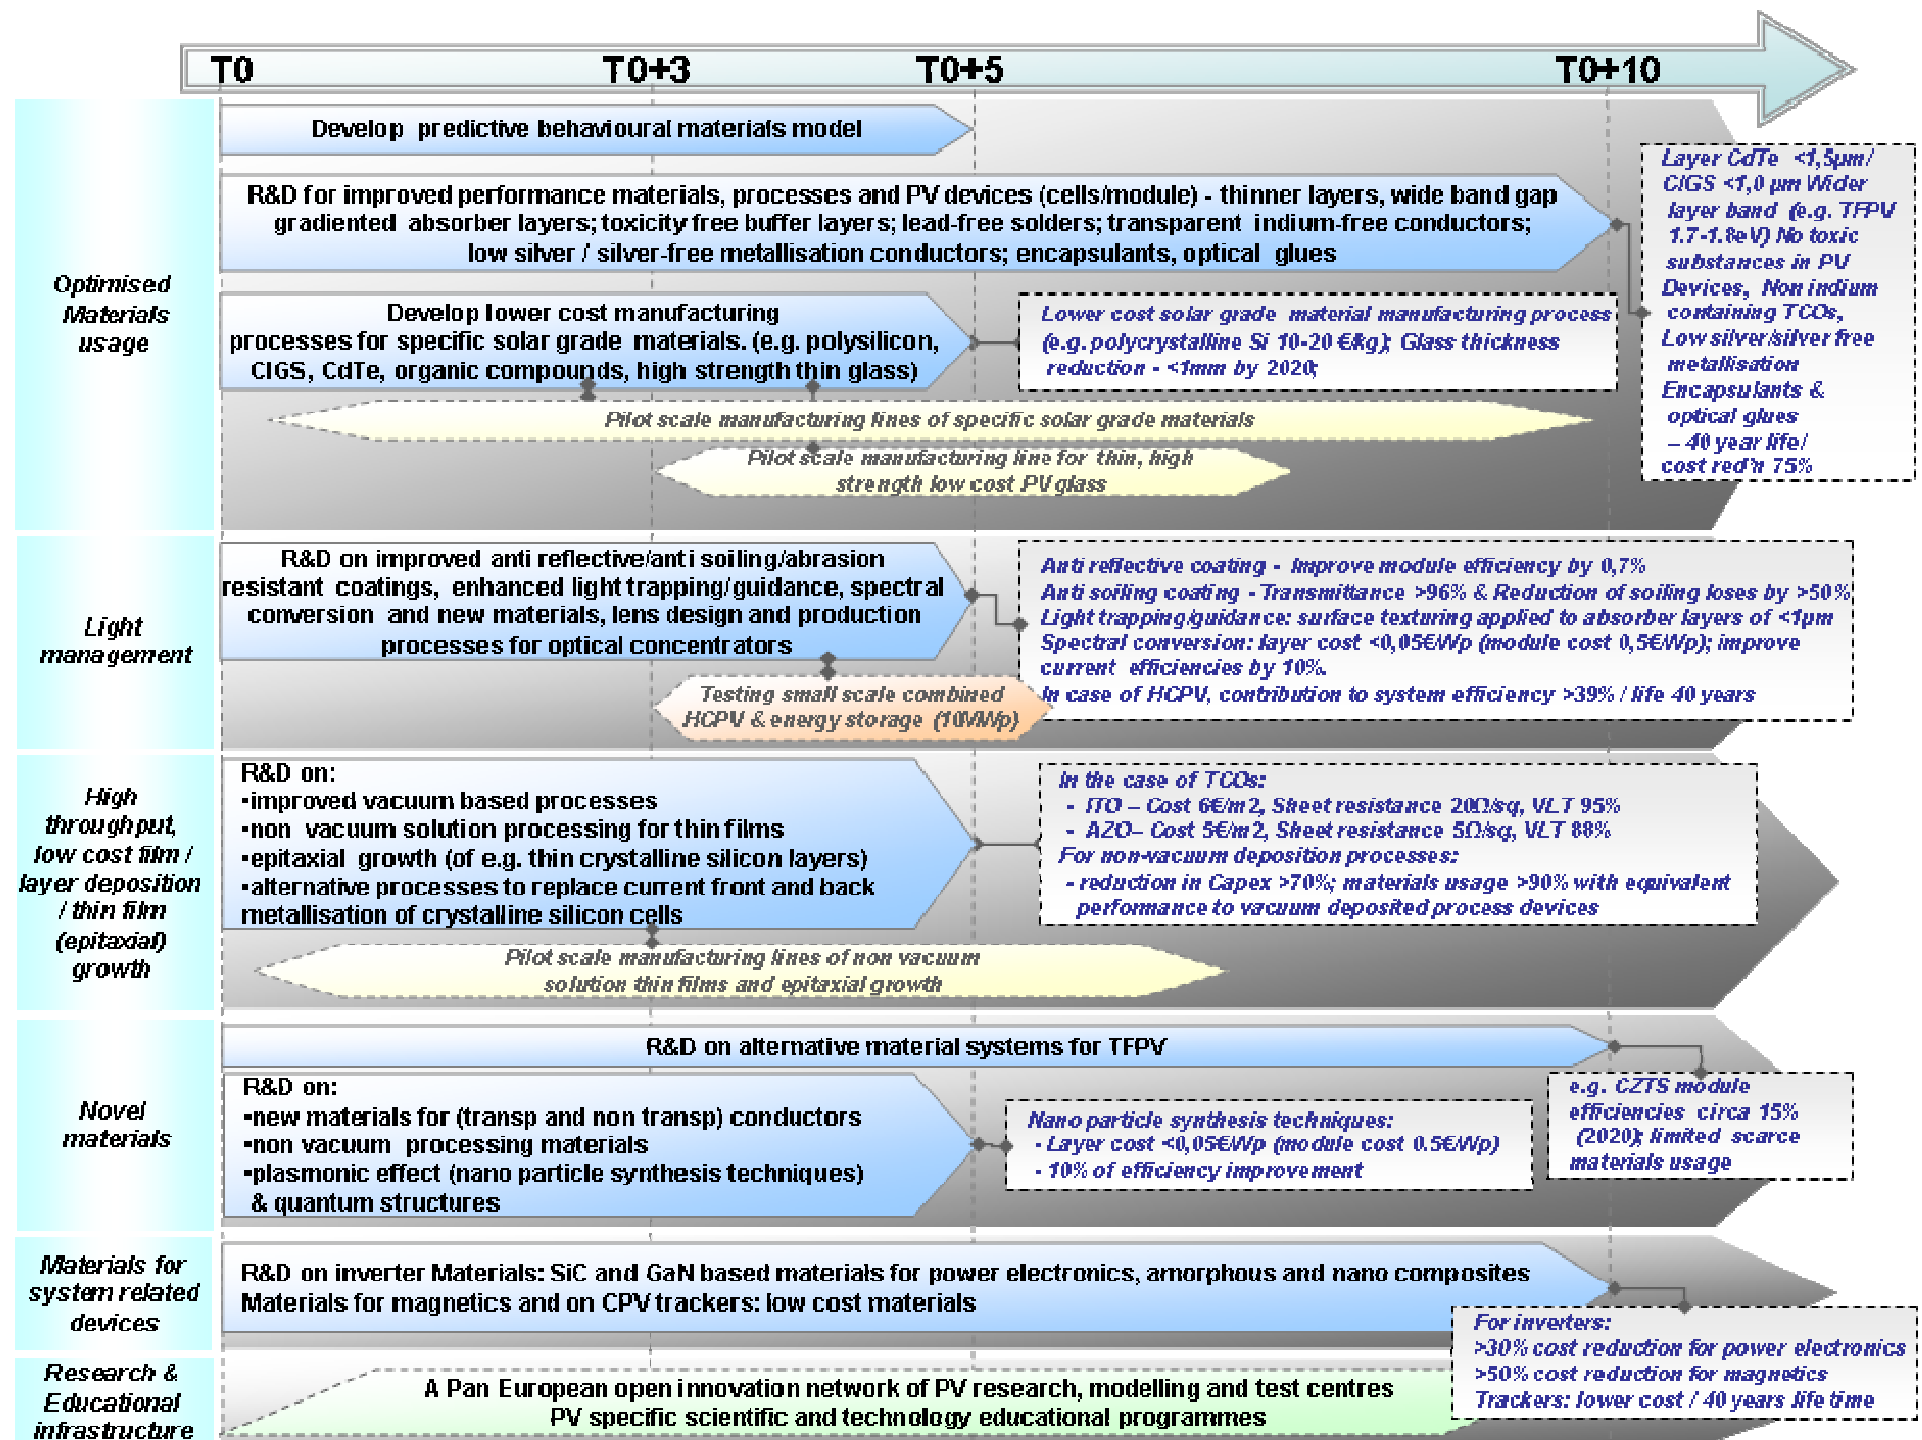 T0 T0+3 T0+5 T0+10
Optimised
Materials
usage
Develop predictive behavioural materials model
R&D for improved performance materials, processes and PV devices (cells/module) - thinner layers, wide band gap
gradiented absorber layers; toxicity free buffer layers; lead-free solders; transparent indium-free conductors;
low silver / silver-free metallisation conductors; encapsulants, optical glues
Layer CdTe <1,5µm/
CIGS <1,0 µm Wider
layer band (e.g. TFPV
1.7-1.8eV) No toxic
substances in PV
Devices, Non indium
containing TCOs,
Low silver/silver free
metallisation
Encapsulants &
optical glues
– 40 year life/
cost red'n 75%
Develop lower cost manufacturing
processes for specific solar grade materials. (e.g. polysilicon,
CIGS, CdTe, organic compounds, high strength thin glass)
Lower cost solar grade material manufacturing process
(e.g. polycrystalline Si 10-20 €/kg); Glass thickness
reduction - <1mm by 2020;
Pilot scale manufacturing lines of specific solar grade materials
Pilot scale manufacturing line for thin, high
strength low cost PV glass
Light
management
R&D on improved anti reflective/anti soiling/abrasion
resistant coatings, enhanced light trapping/guidance, spectral
conversion and new materials, lens design and production
processes for optical concentrators
Anti reflective coating - Improve module efficiency by 0,7%
Anti soiling coating - Transmittance >96% & Reduction of soiling loses by >50%
Light trapping/guidance: surface texturing applied to absorber layers of <1µm
Spectral conversion: layer cost <0,05€/Wp (module cost 0,5€/Wp); improve
current efficiencies by 10%.
In case of HCPV, contribution to system efficiency >39% / life 40 years
Testing small scale combined
HCPV & energy storage (10MWp)
High
throughput,
low cost film /
layer deposition
/ thin film
(epitaxial)
growth
R&D on:
▪improved vacuum based processes
▪non vacuum solution processing for thin films
▪epitaxial growth (of e.g. thin crystalline silicon layers)
▪alternative processes to replace current front and back
metallisation of crystalline silicon cells
In the case of TCOs:
- ITO – Cost 6€/m2, Sheet resistance 20Ω/sq, VLT 95%
- AZO– Cost 5€/m2, Sheet resistance 5Ω/sq, VLT 88%
For non-vacuum deposition processes:
- reduction in Capex >70%; materials usage >90% with equivalent
performance to vacuum deposited process devices
Pilot scale manufacturing lines of non vacuum
solution thin films and epitaxial growth
Novel
materials
R&D on alternative material systems for TFPV
R&D on:
▪new materials for (transp and non transp) conductors
▪non vacuum processing materials
▪plasmonic effect (nano particle synthesis techniques)
& quantum structures
Nano particle synthesis techniques:
- Layer cost <0,05€/Wp (module cost 0.5€/Wp)
- 10% of efficiency improvement
e.g. CZTS module
efficiencies circa 15%
(2020); limited scarce
materials usage
Materials for
system related
devices
R&D on inverter Materials: SiC and GaN based materials for power electronics, amorphous and nano composites
Materials for magnetics and on CPV trackers: low cost materials
For inverters:
>30% cost reduction for power electronics
>50% cost reduction for magnetics
Trackers: lower cost / 40 years life time
Research &
Educational
infrastructure
A Pan European open innovation network of PV research, modelling and test centres
PV specific scientific and technology educational programmes